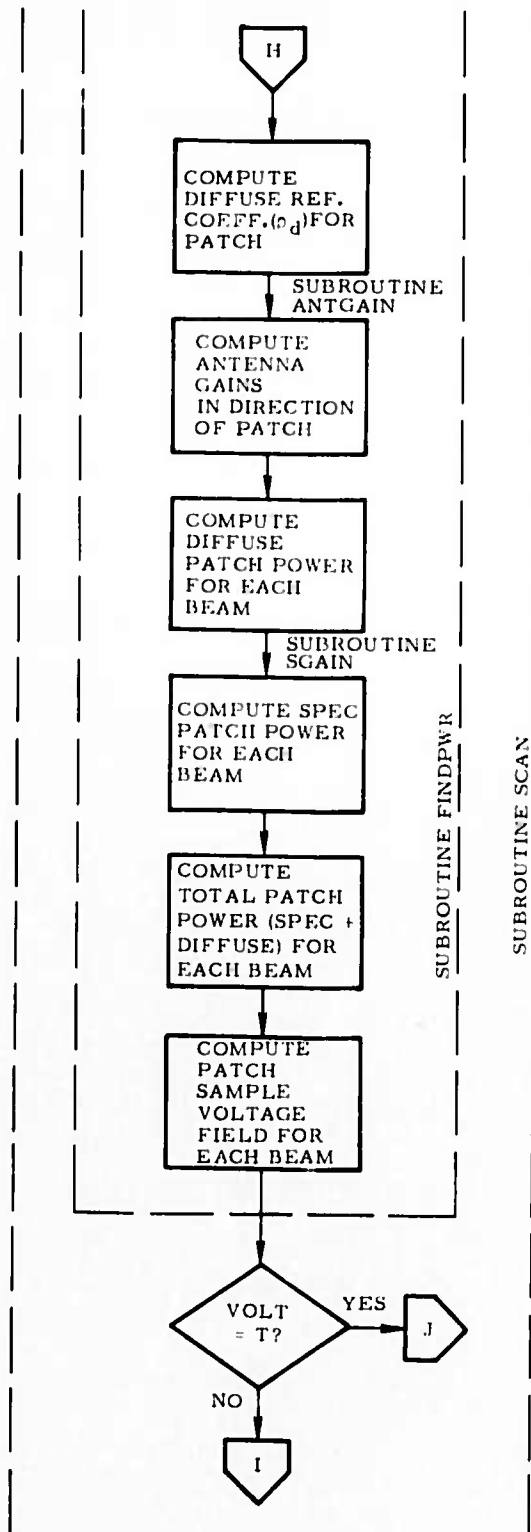 H
COMPUTE
DIFFUSE REF.
COEFF.(ρd)FOR
PATCH
SUBROUTINE
ANTGAIN
COMPUTE
ANTENNA
GAINS
IN DIRECTION
OF PATCH
COMPUTE
DIFFUSE
PATCH POWER
FOR EACH
BEAM
SUBROUTINE
SGAIN
COMPUTE SPEC
PATCH POWER
FOR EACH
BEAM
COMPUTE
TOTAL PATCH
POWER (SPEC +
DIFFUSE) FOR
EACH BEAM
COMPUTE
PATCH
SAMPLE
VOLTAGE
FIELD FOR
EACH BEAM
SUBROUTINE FINDPWR
SUBROUTINE SCAN
VOLT
= T?
YES
J
NO
I